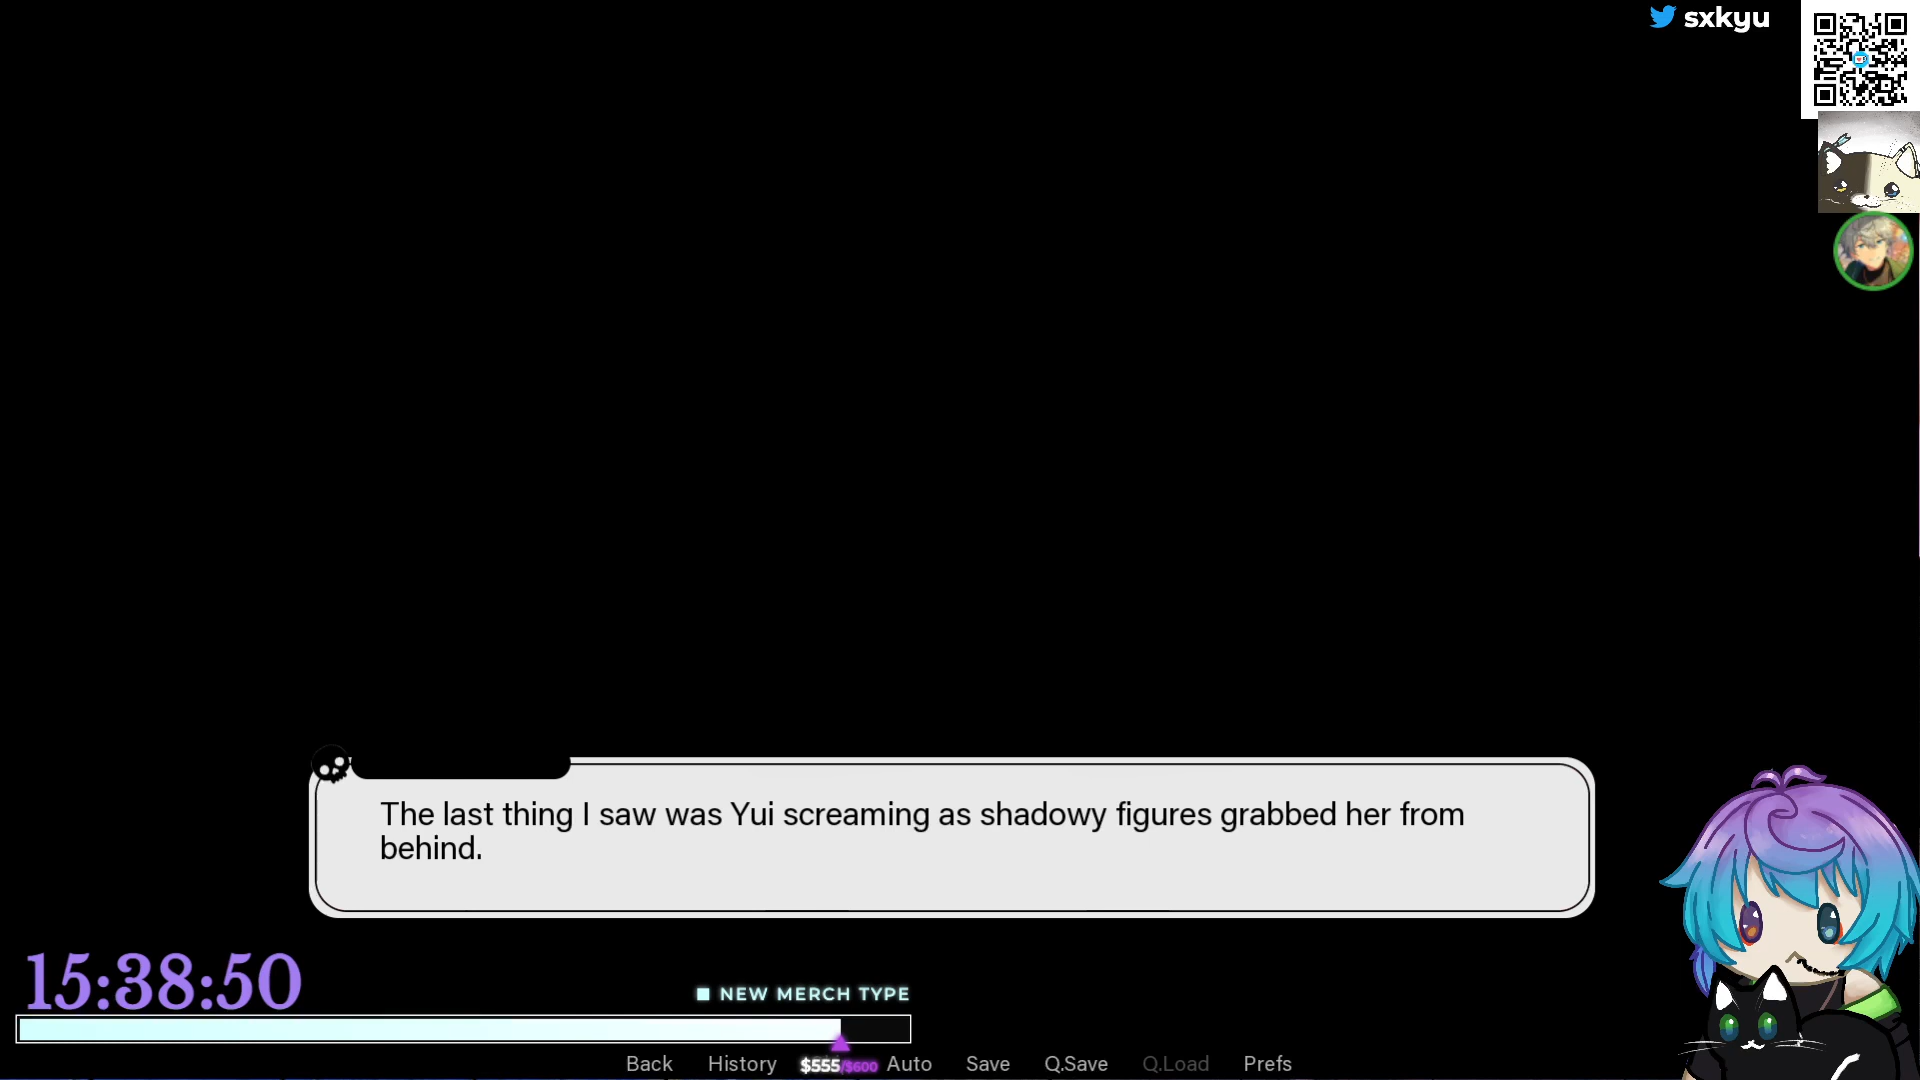 sxkyu
The last thing I saw was Yui screaming as shadowy figures grabbed her from
behind.
15:38:50
NEW MERCH TYPE
Back History $555/$600 Auto Save Q.Save Q.Load Prefs